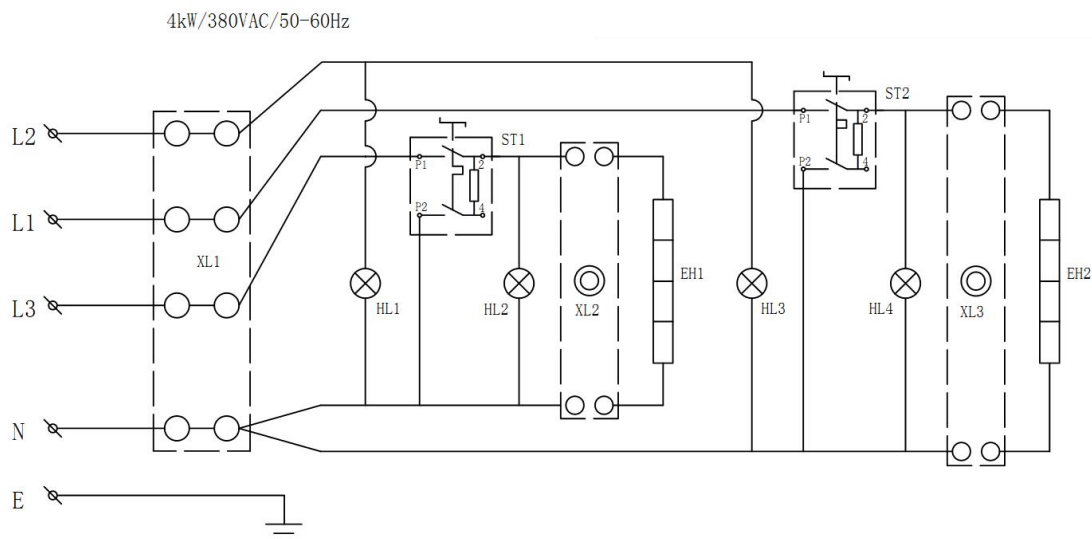 4kW/380VAC/50-60Hz
L2
L1
L3
N
E
XL1
ST1
P1
2
P2
4
HL1
HL2
XL2
EH1
ST2
P1
2
P2
4
HL3
HL4
XL3
EH2